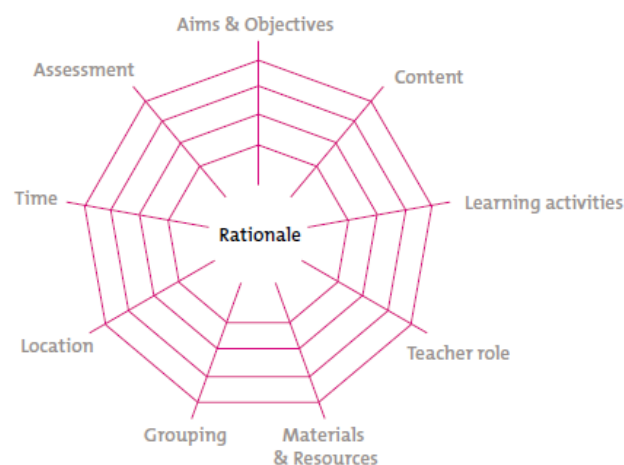 Aims & Objectives
Assessment
Content
Time
Learning activities
Rationale
Location
Teacher role
Grouping
Materials
& Resources